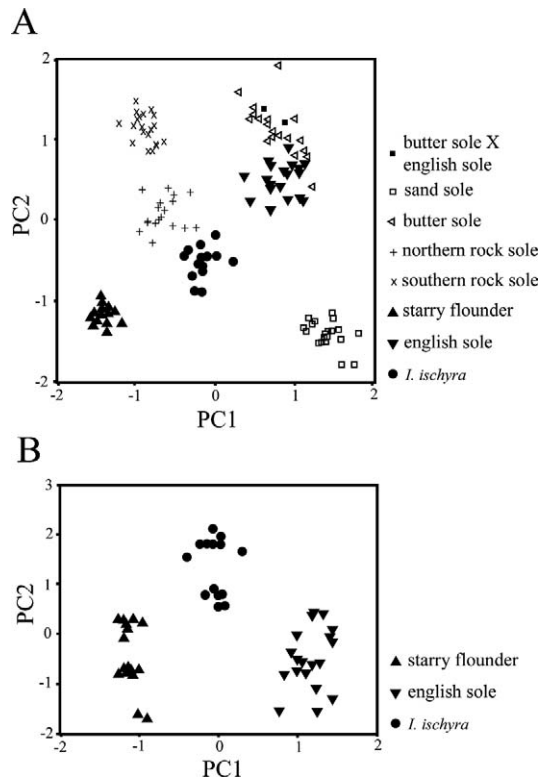 A
2
1
0
-1
-2
PC2
-2
-1
0
1
2
PC1
butter sole X
english sole
sand sole
butter sole
northern rock sole
southern rock sole
starry flounder
english sole
I. ischyra
B
3
2
1
0
-1
-2
PC2
-2
-1
0
1
2
PC1
starry flounder
english sole
I. ischyra